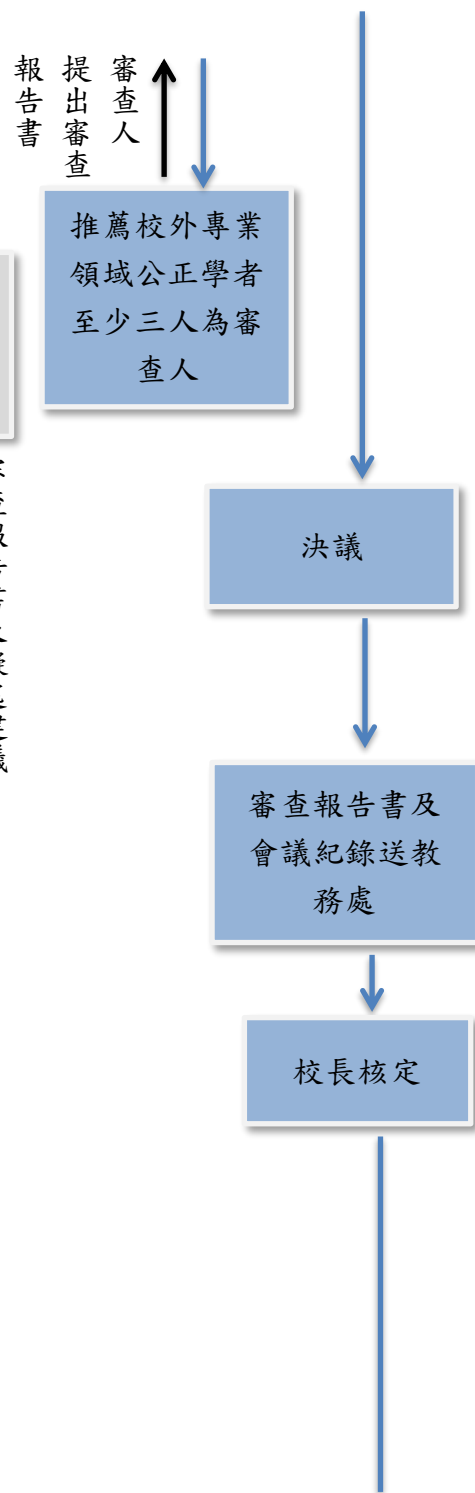 審查人
提出審查
報告書
推薦校外專業
領域公正學者
至少三人為審
查人
決議
審查報告書及
會議紀錄送教
務處
校長核定